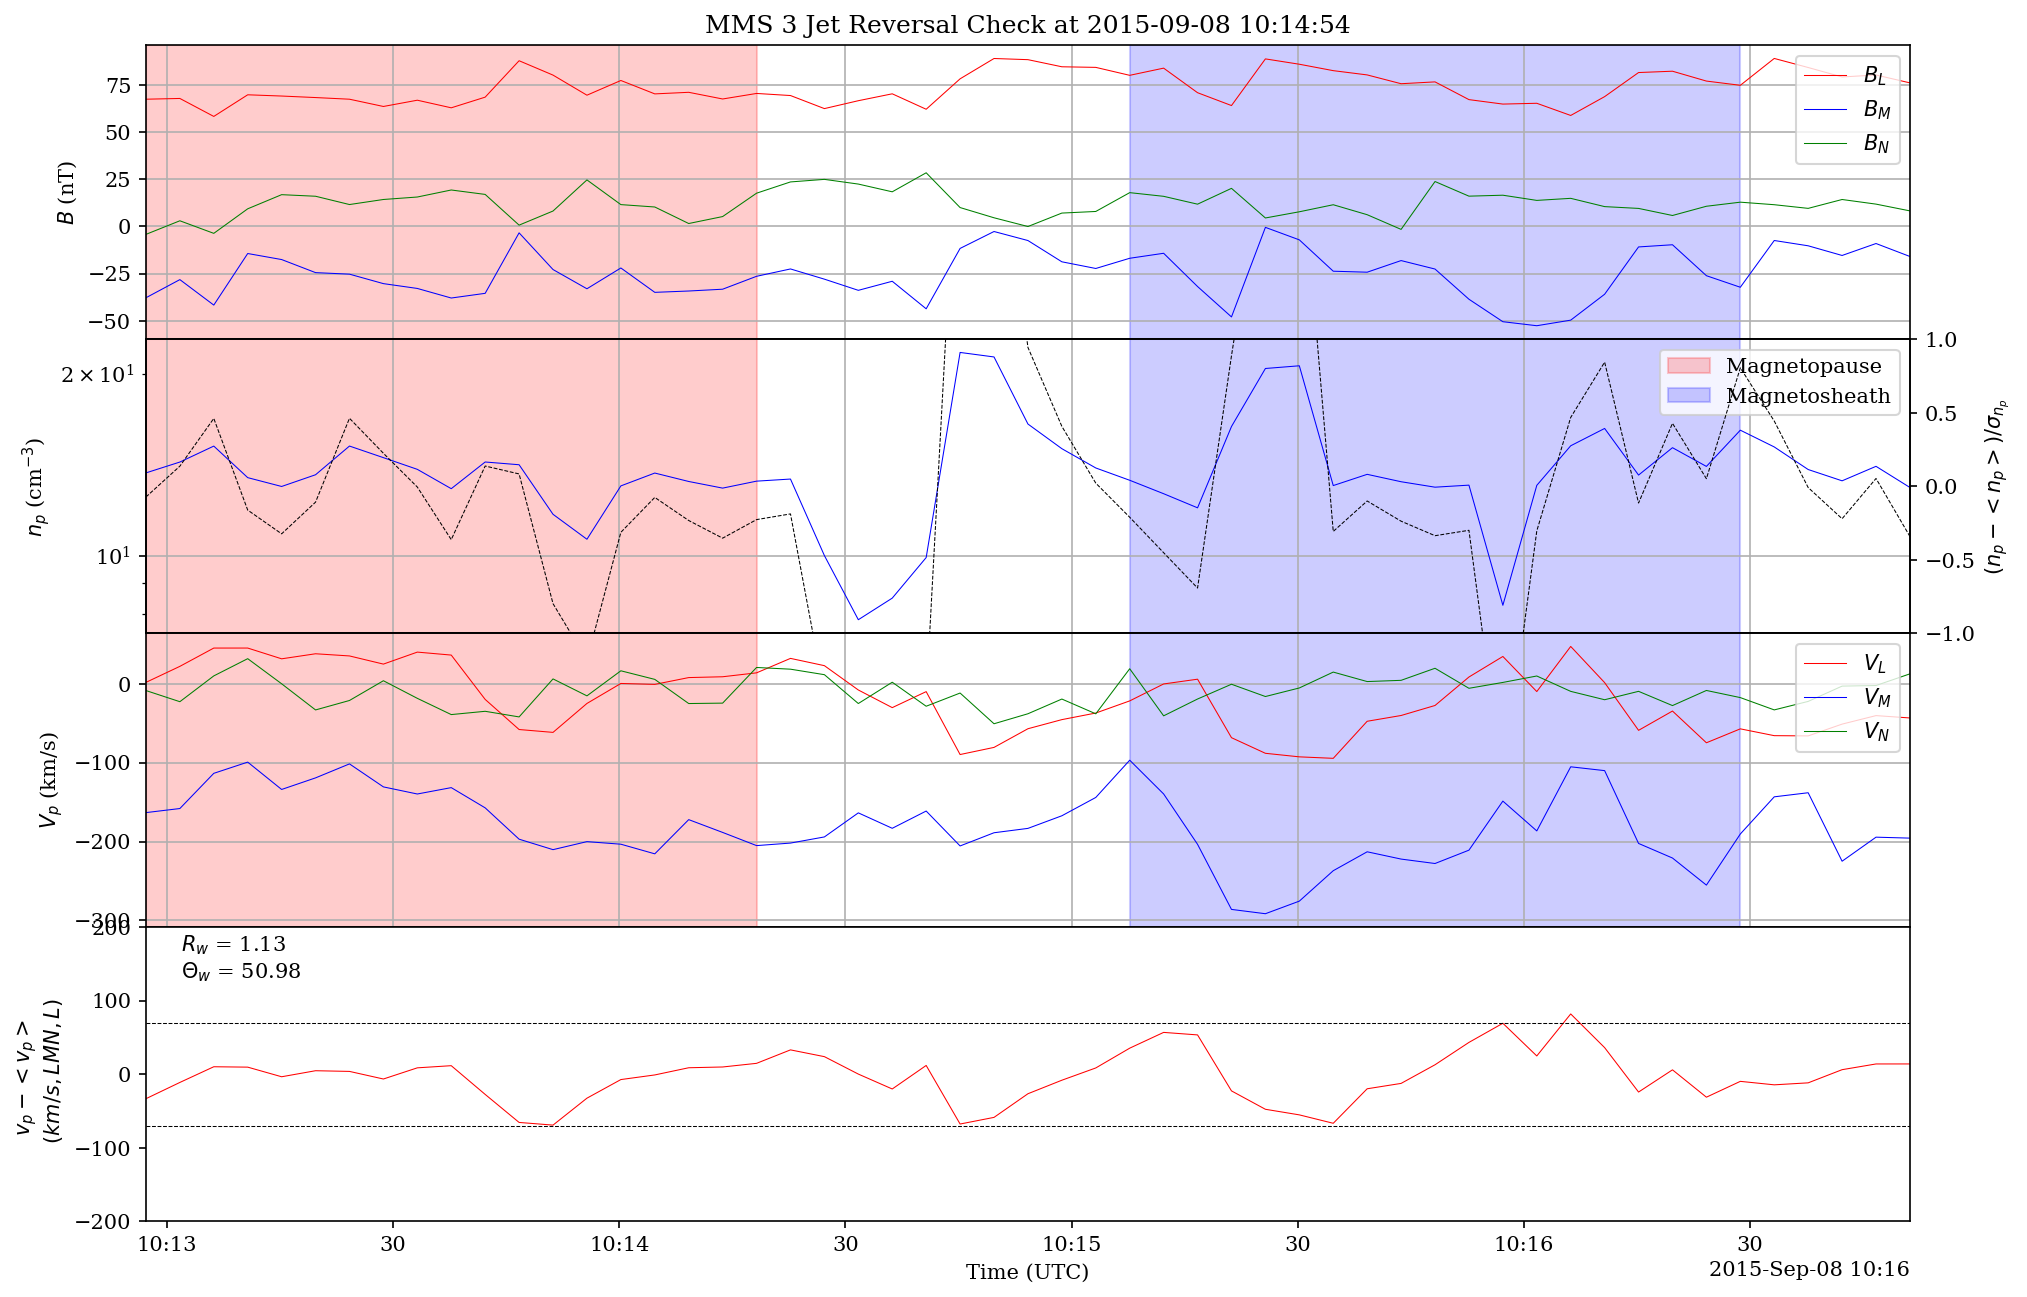 MMS 3 Jet Reversal Check at 2015-09-08 10:14:54
B (nT)
75
50
25
0
−25
−50
B_L
B_M
B_N
n_p (cm^{−3})
2 × 10^1
10^1
Magnetopause
Magnetosheath
1.0
0.5
0.0
−0.5
−1.0
(n_p − < n_p >)/σ_{n_p}
V_p (km/s)
0
−100
−200
−300
V_L
V_M
V_N
v_p − < v_p >
(km/s, LMN, L)
200
100
0
−100
−200
R_w = 1.13
Θ_w = 50.98
10:13 30 10:14 30 10:15 30 10:16 30
Time (UTC)
2015-Sep-08 10:16